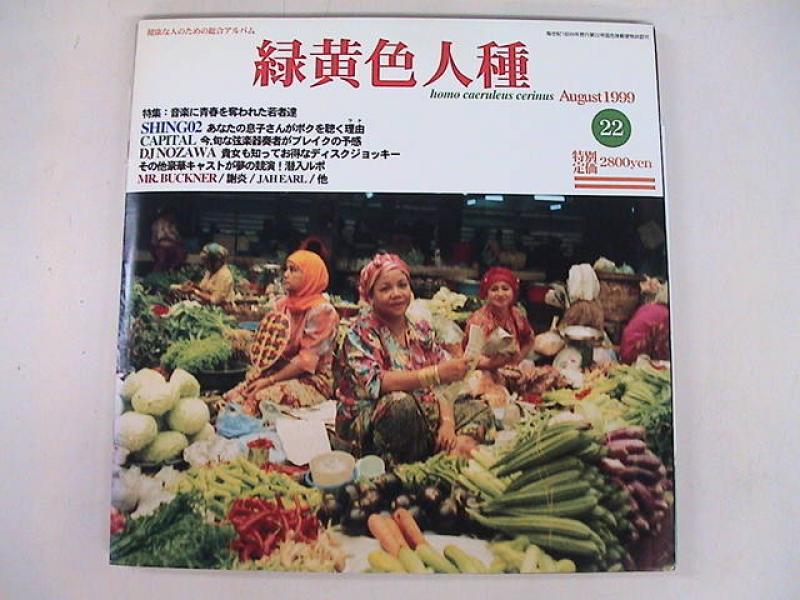 健康な人のための総合アルバム
緑黄色人種
homo caeruleus cerinus August 1999
22
特集：音楽に青春を奪われた若者達
SHING02 あなたの息子さんがボクを聴く理由
CAPITAL 今、旬な弦楽器奏者がブレイクの予感
DJ NOZAWA 貴女も知ってお得なディスクジョッキー
その他豪華キャストが夢の競演！潜入ルポ
MR. BUCKNER / 謝炎 / JAH EARL / 他
特別定価 2800yen